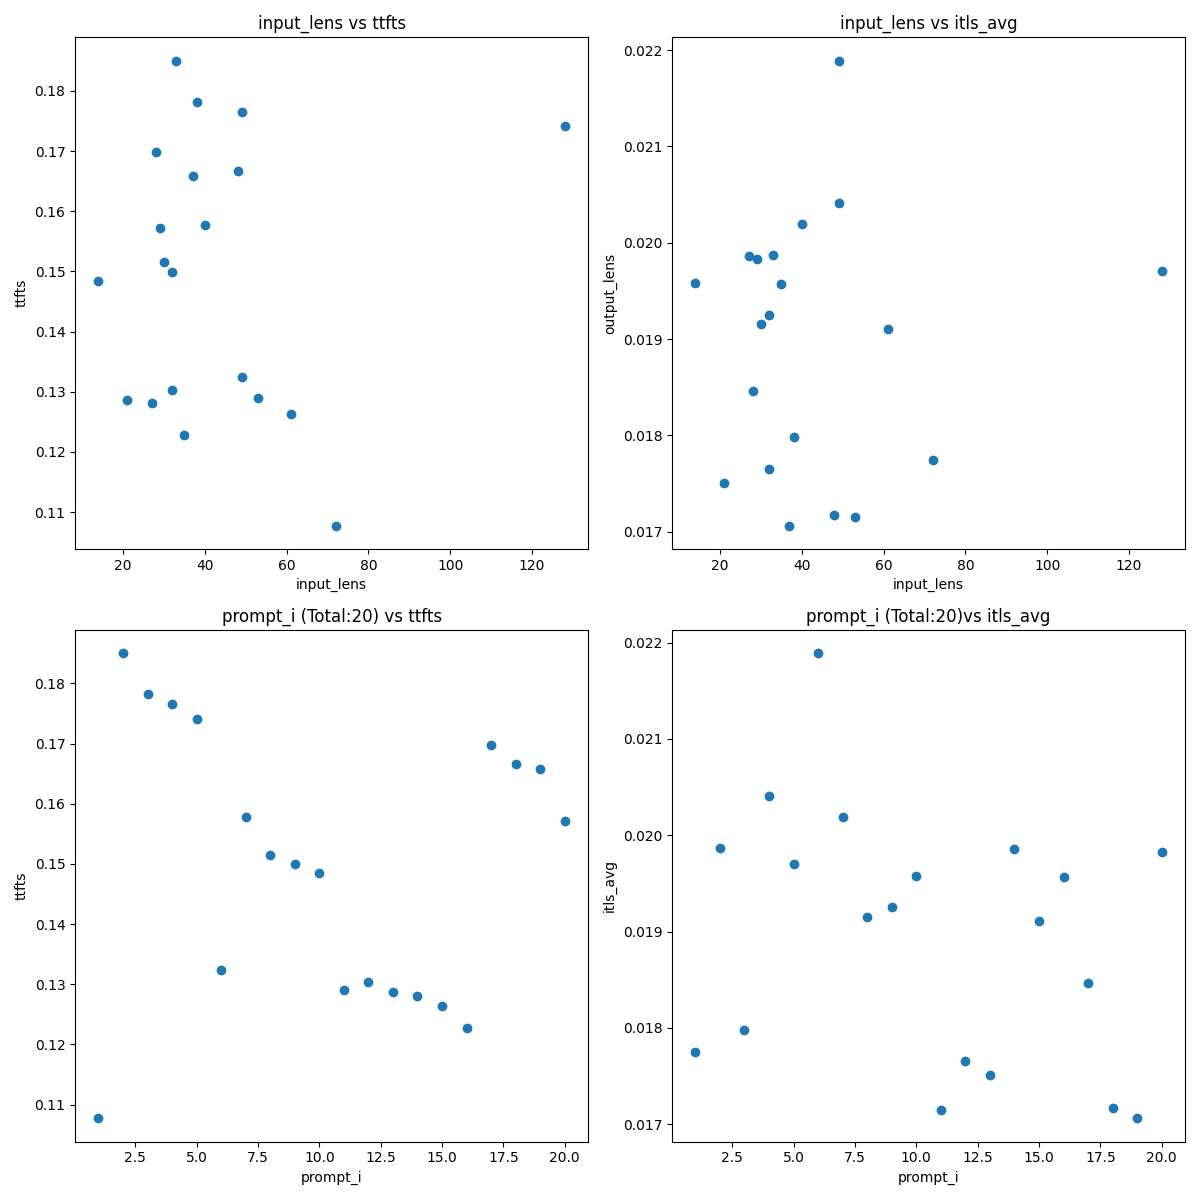 input_lens vs ttfts
0.18
0.17
0.16
0.15
0.14
0.13
0.12
0.11
ttfts
20 40 60 80 100 120
input_lens
input_lens vs itls_avg
0.022
0.021
0.020
0.019
0.018
0.017
output_lens
20 40 60 80 100 120
input_lens
prompt_i (Total:20) vs ttfts
0.18
0.17
0.16
0.15
0.14
0.13
0.12
0.11
ttfts
2.5 5.0 7.5 10.0 12.5 15.0 17.5 20.0
prompt_i
prompt_i (Total:20)vs itls_avg
0.022
0.021
0.020
0.019
0.018
0.017
itls_avg
2.5 5.0 7.5 10.0 12.5 15.0 17.5 20.0
prompt_i